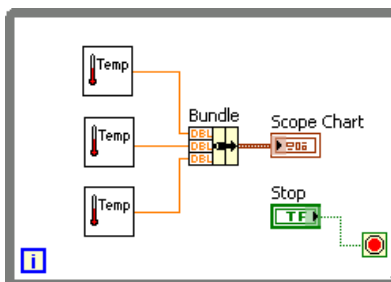 Temp
Bundle
DBL
Temp
DBL
Scope Chart
DBL
Temp
Stop
TF
i